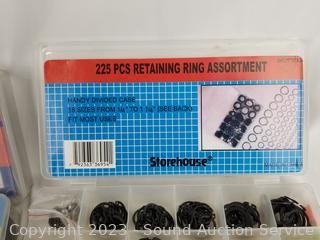 225 PCS RETAINING RING ASSORTMENT
HANDY DIVIDED CASE
18 SIZES FROM 1/8" TO 1 1/4" (SEE BACK)
FIT MOST USES
Storehouse®
Copyright 2023 - Sound Auction Service